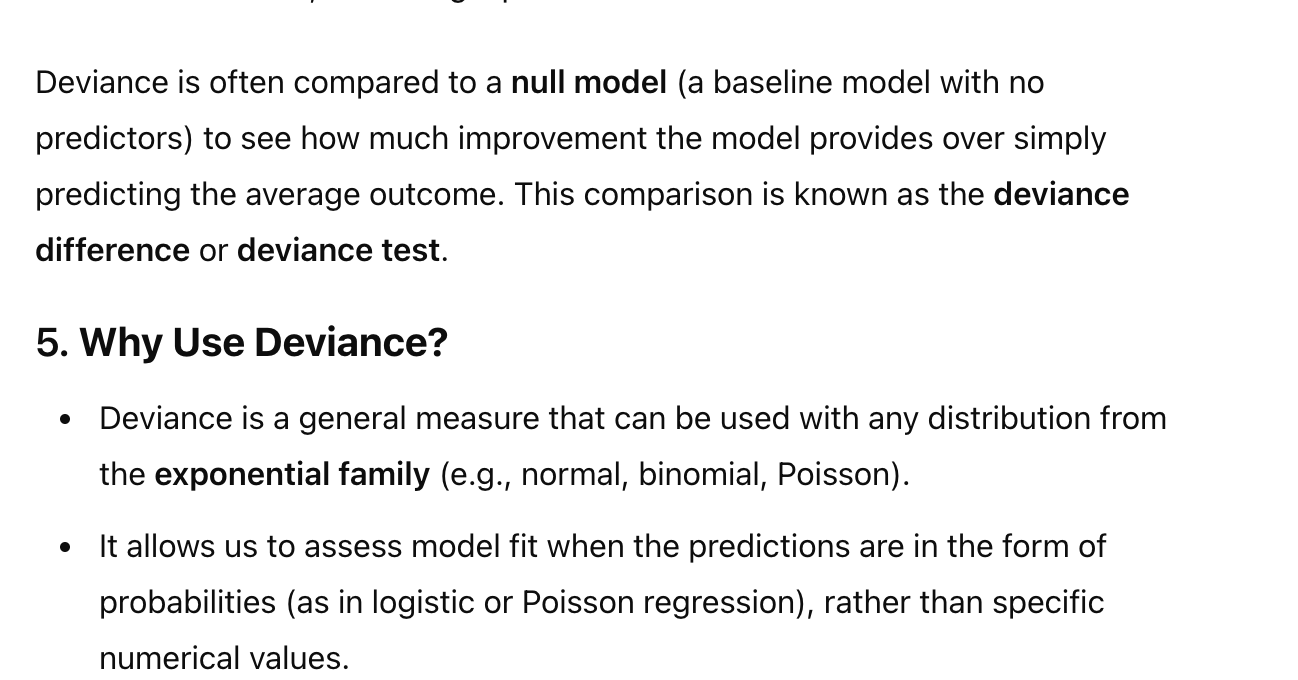 Deviance is often compared to a null model (a baseline model with no
predictors) to see how much improvement the model provides over simply
predicting the average outcome. This comparison is known as the deviance
difference or deviance test.
5. Why Use Deviance?
• Deviance is a general measure that can be used with any distribution from
the exponential family (e.g., normal, binomial, Poisson).
• It allows us to assess model fit when the predictions are in the form of
probabilities (as in logistic or Poisson regression), rather than specific
numerical values.